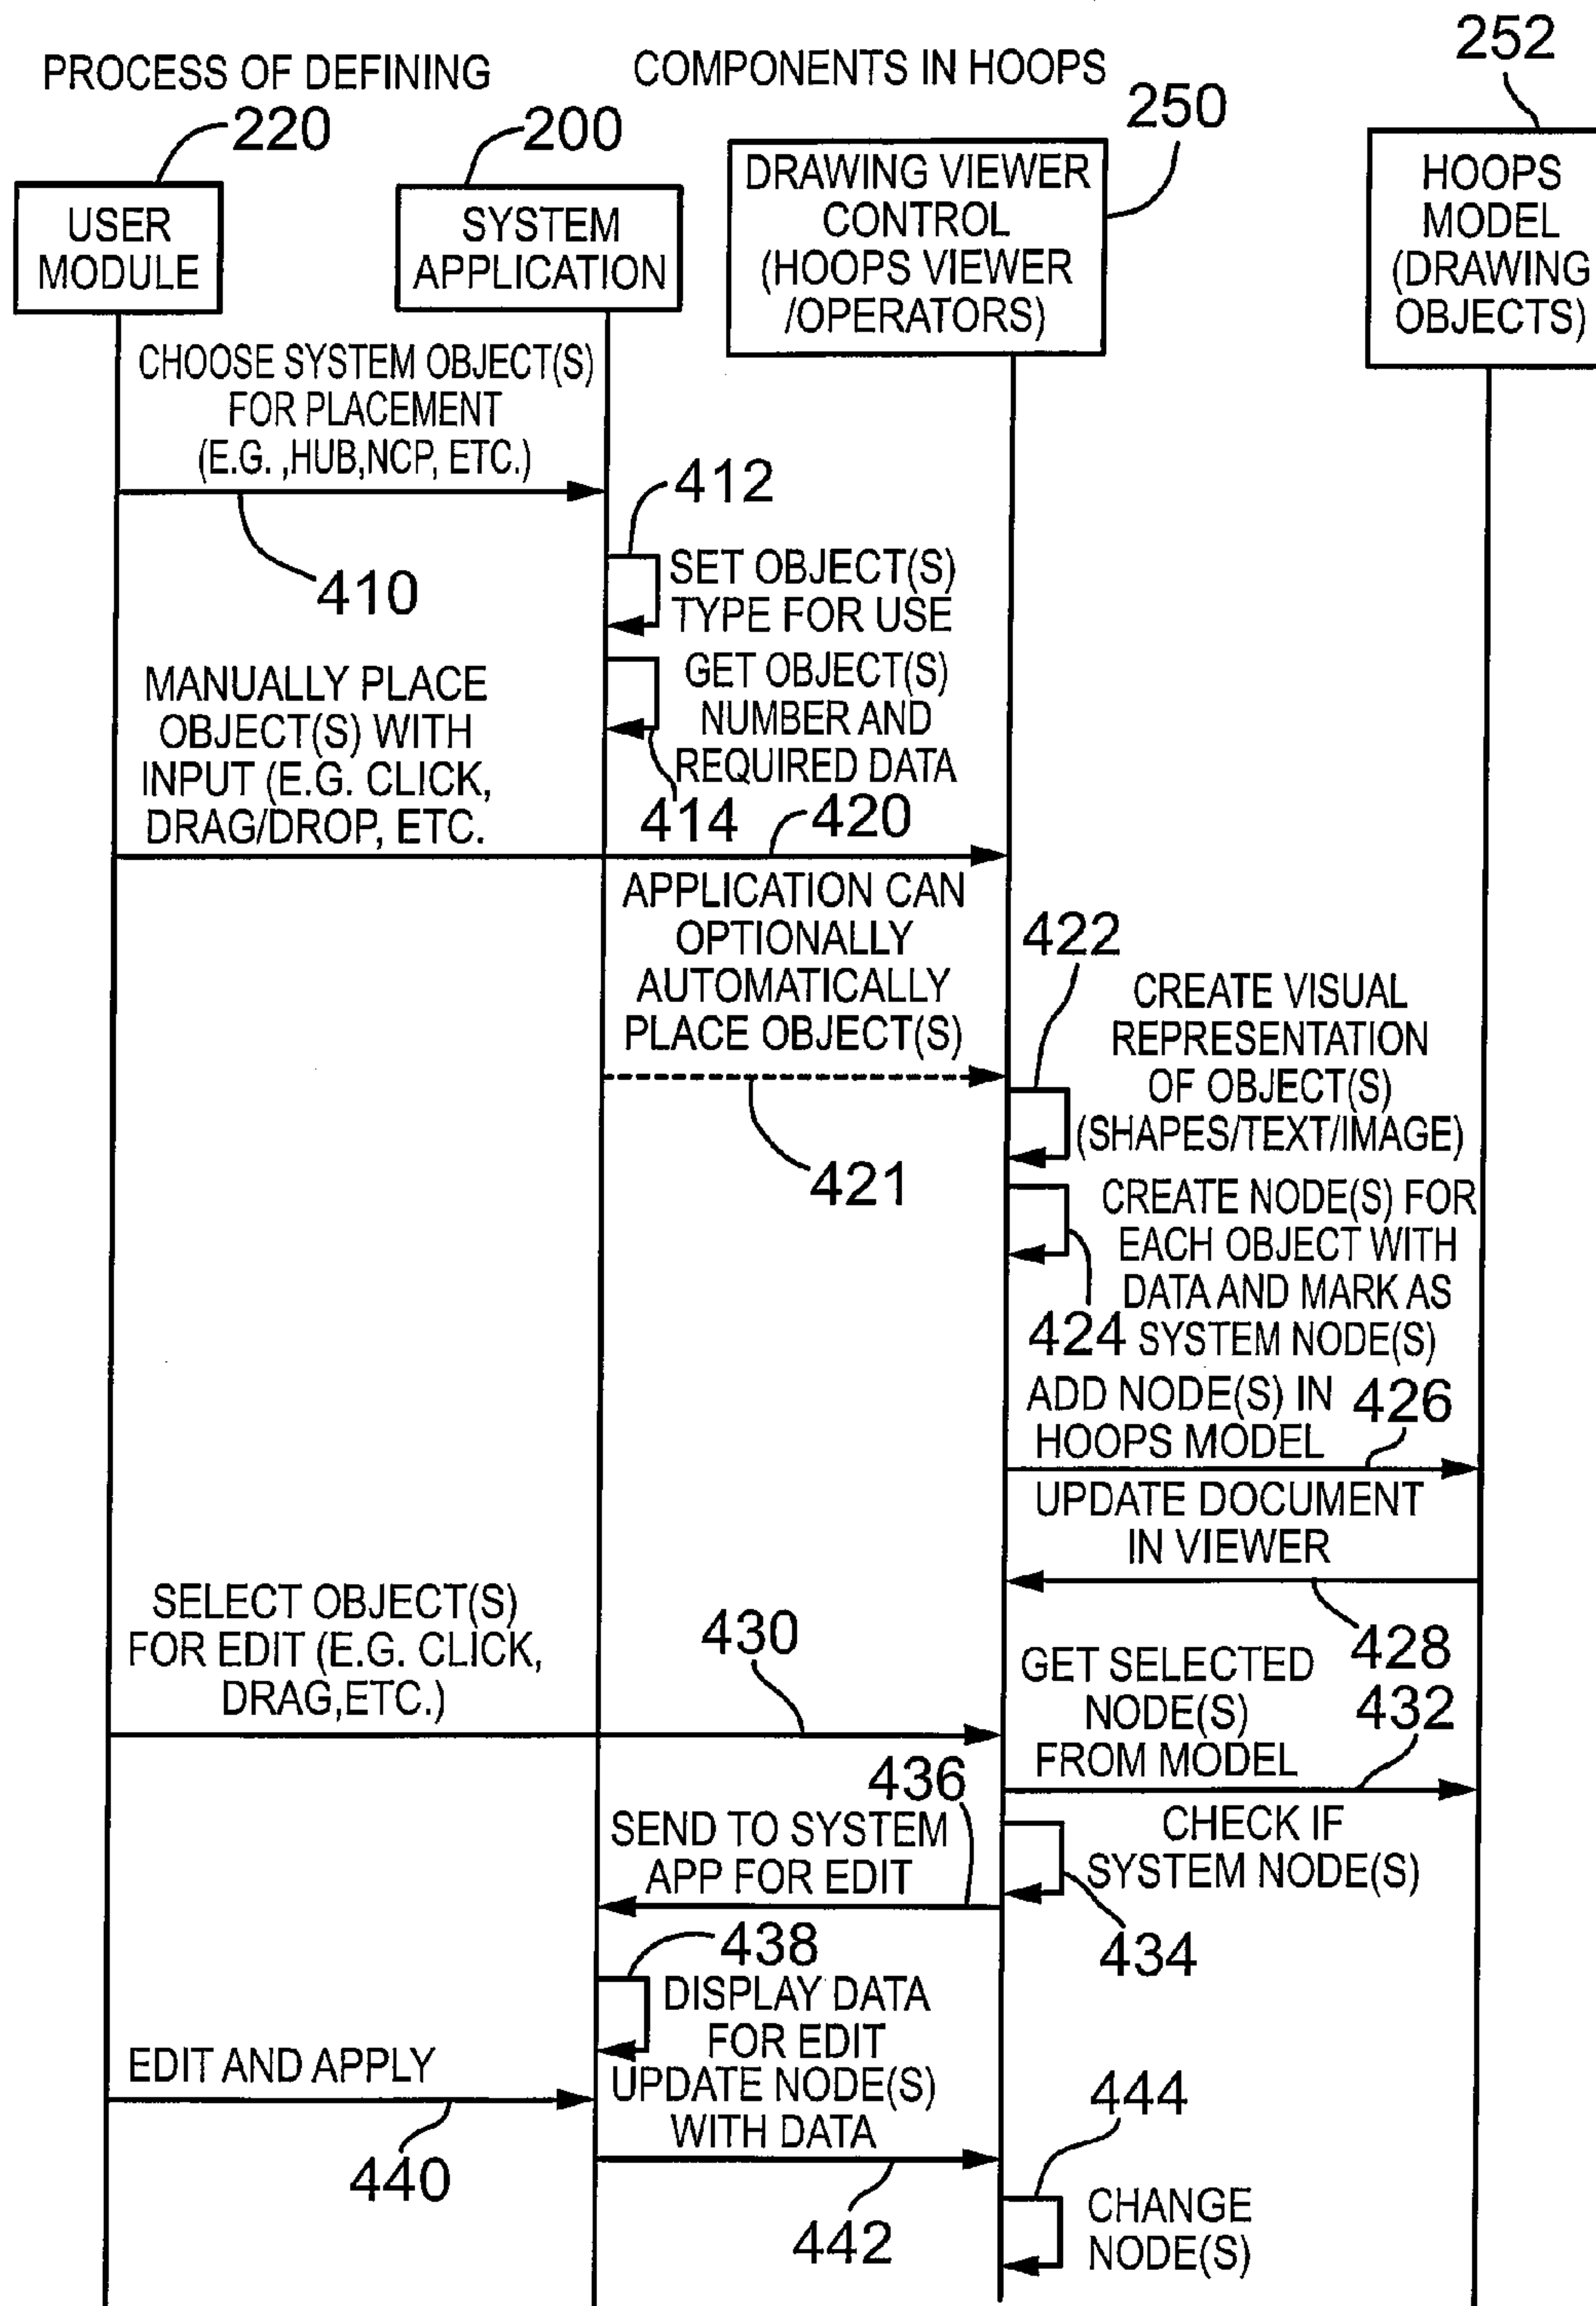 PROCESS OF DEFINING
COMPONENTS IN HOOPS
252
220
200
250
USER
MODULE
SYSTEM
APPLICATION
DRAWING VIEWER
CONTROL
(HOOPS VIEWER
/OPERATORS)
HOOPS
MODEL
(DRAWING
OBJECTS)
CHOOSE SYSTEM OBJECT(S)
FOR PLACEMENT
(E.G. ,HUB,NCP, ETC.)
410
412
SET OBJECT(S)
TYPE FOR USE
GET OBJECT(S)
NUMBER AND
REQUIRED DATA
414
MANUALLY PLACE
OBJECT(S) WITH
INPUT (E.G. CLICK,
DRAG/DROP, ETC.
420
APPLICATION CAN
OPTIONALLY
AUTOMATICALLY
PLACE OBJECT(S)
421
422
CREATE VISUAL
REPRESENTATION
OF OBJECT(S)
(SHAPES/TEXT/IMAGE)
CREATE NODE(S) FOR
EACH OBJECT WITH
DATA AND MARK AS
SYSTEM NODE(S)
424
ADD NODE(S) IN
HOOPS MODEL
426
UPDATE DOCUMENT
IN VIEWER
428
SELECT OBJECT(S)
FOR EDIT (E.G. CLICK,
DRAG,ETC.)
430
GET SELECTED
NODE(S)
FROM MODEL
432
CHECK IF
SYSTEM NODE(S)
434
436
SEND TO SYSTEM
APP FOR EDIT
438
DISPLAY DATA
FOR EDIT
EDIT AND APPLY
440
UPDATE NODE(S)
WITH DATA
442
444
CHANGE
NODE(S)